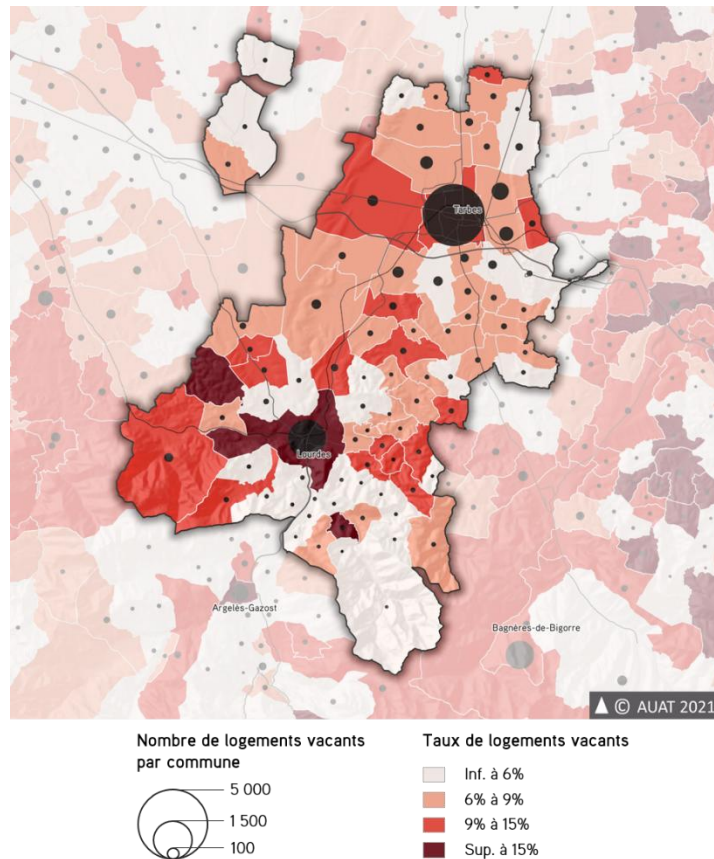 Tarbes
Lourdes
Argelès-Gazost
Bagnères-de-Bigorre
© AUAT 2021
Nombre de logements vacants
par commune
5 000
1 500
100
Taux de logements vacants
Inf. à 6%
6% à 9%
9% à 15%
Sup. à 15%